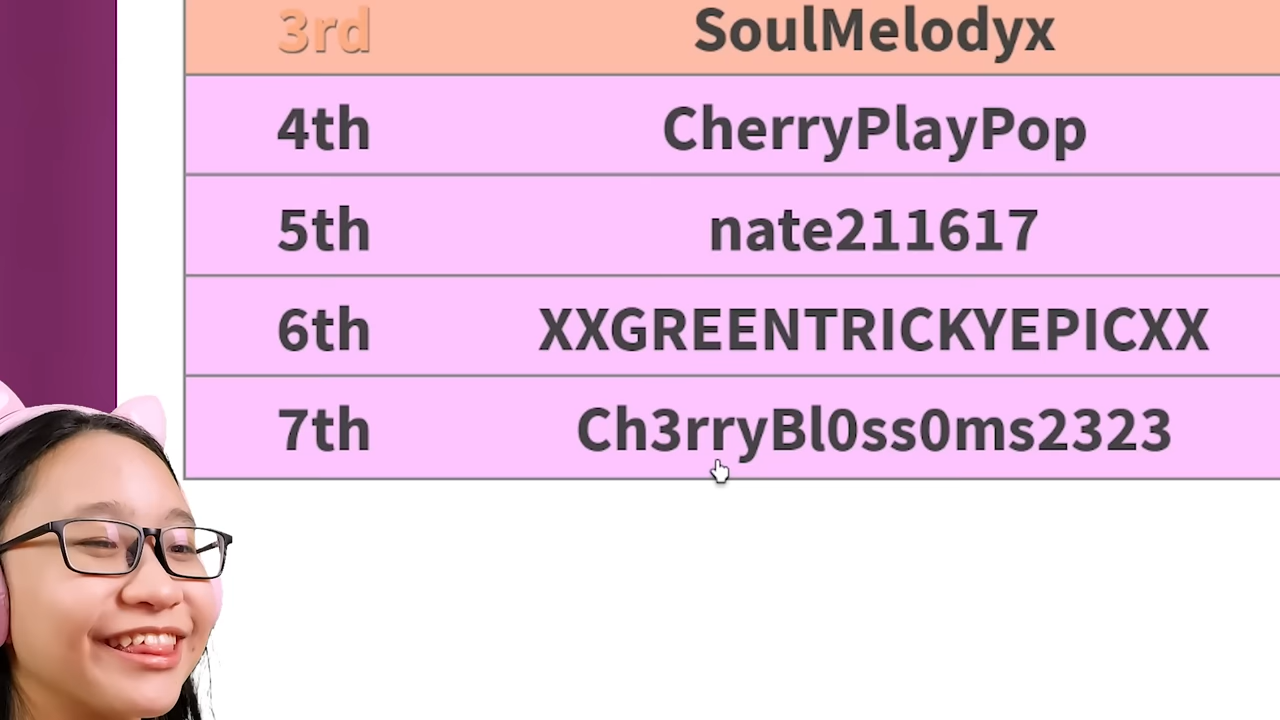 3rd SoulMelodyx
4th CherryPlayPop
5th nate211617
6th XXGREENTRICKYEPICXX
7th Ch3rryBl0ss0ms2323